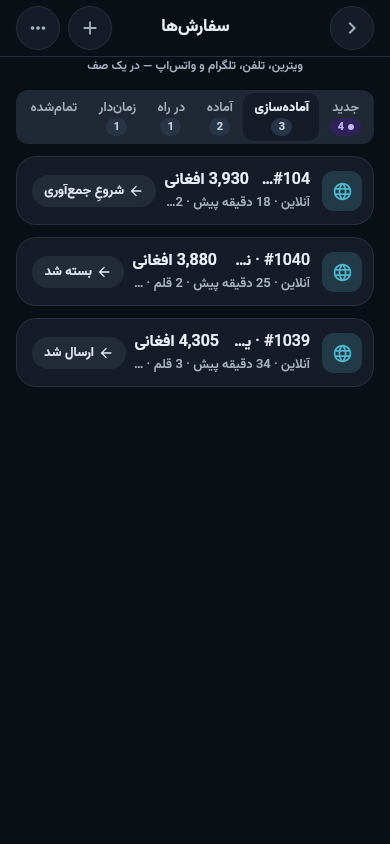 سفارش‌ها
ویترین، تلفن، تلگرام و واتس‌اپ — در یک صف
جدید آماده‌سازی آماده در راه زمان‌دار تمام‌شده
4 3 2 1 1
#104… 3,930 افغانی
آنلاین · 18 دقیقه پیش · 2…
← شروع جمع‌آوری
#1040 · نـ… 3,880 افغانی
آنلاین · 25 دقیقه پیش · 2 قلم · …
← بسته شد
#1039 · یـ… 4,305 افغانی
آنلاین · 34 دقیقه پیش · 3 قلم · …
← ارسال شد